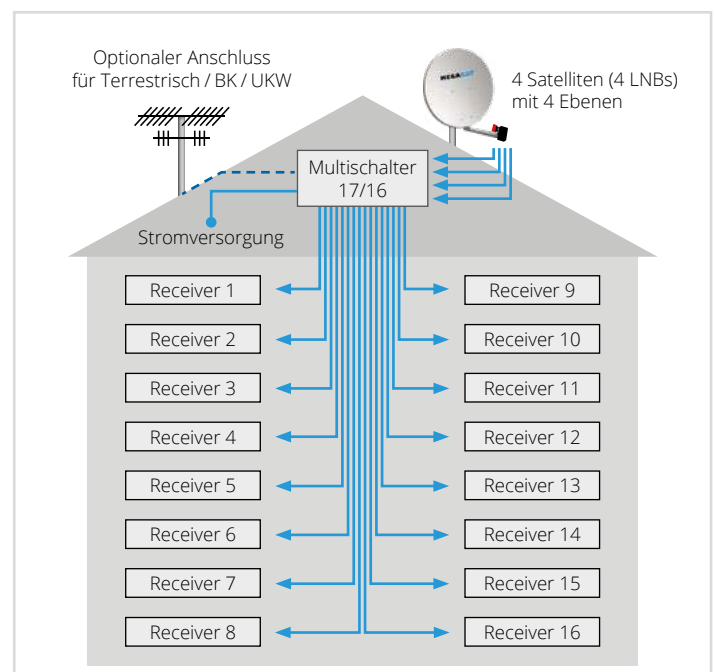 Optionaler Anschluss
für Terrestrisch / BK / UKW
MEGASAT
4 Satelliten (4 LNBs)
mit 4 Ebenen
Multischalter
17/16
Stromversorgung
Receiver 1
Receiver 2
Receiver 3
Receiver 4
Receiver 5
Receiver 6
Receiver 7
Receiver 8
Receiver 9
Receiver 10
Receiver 11
Receiver 12
Receiver 13
Receiver 14
Receiver 15
Receiver 16